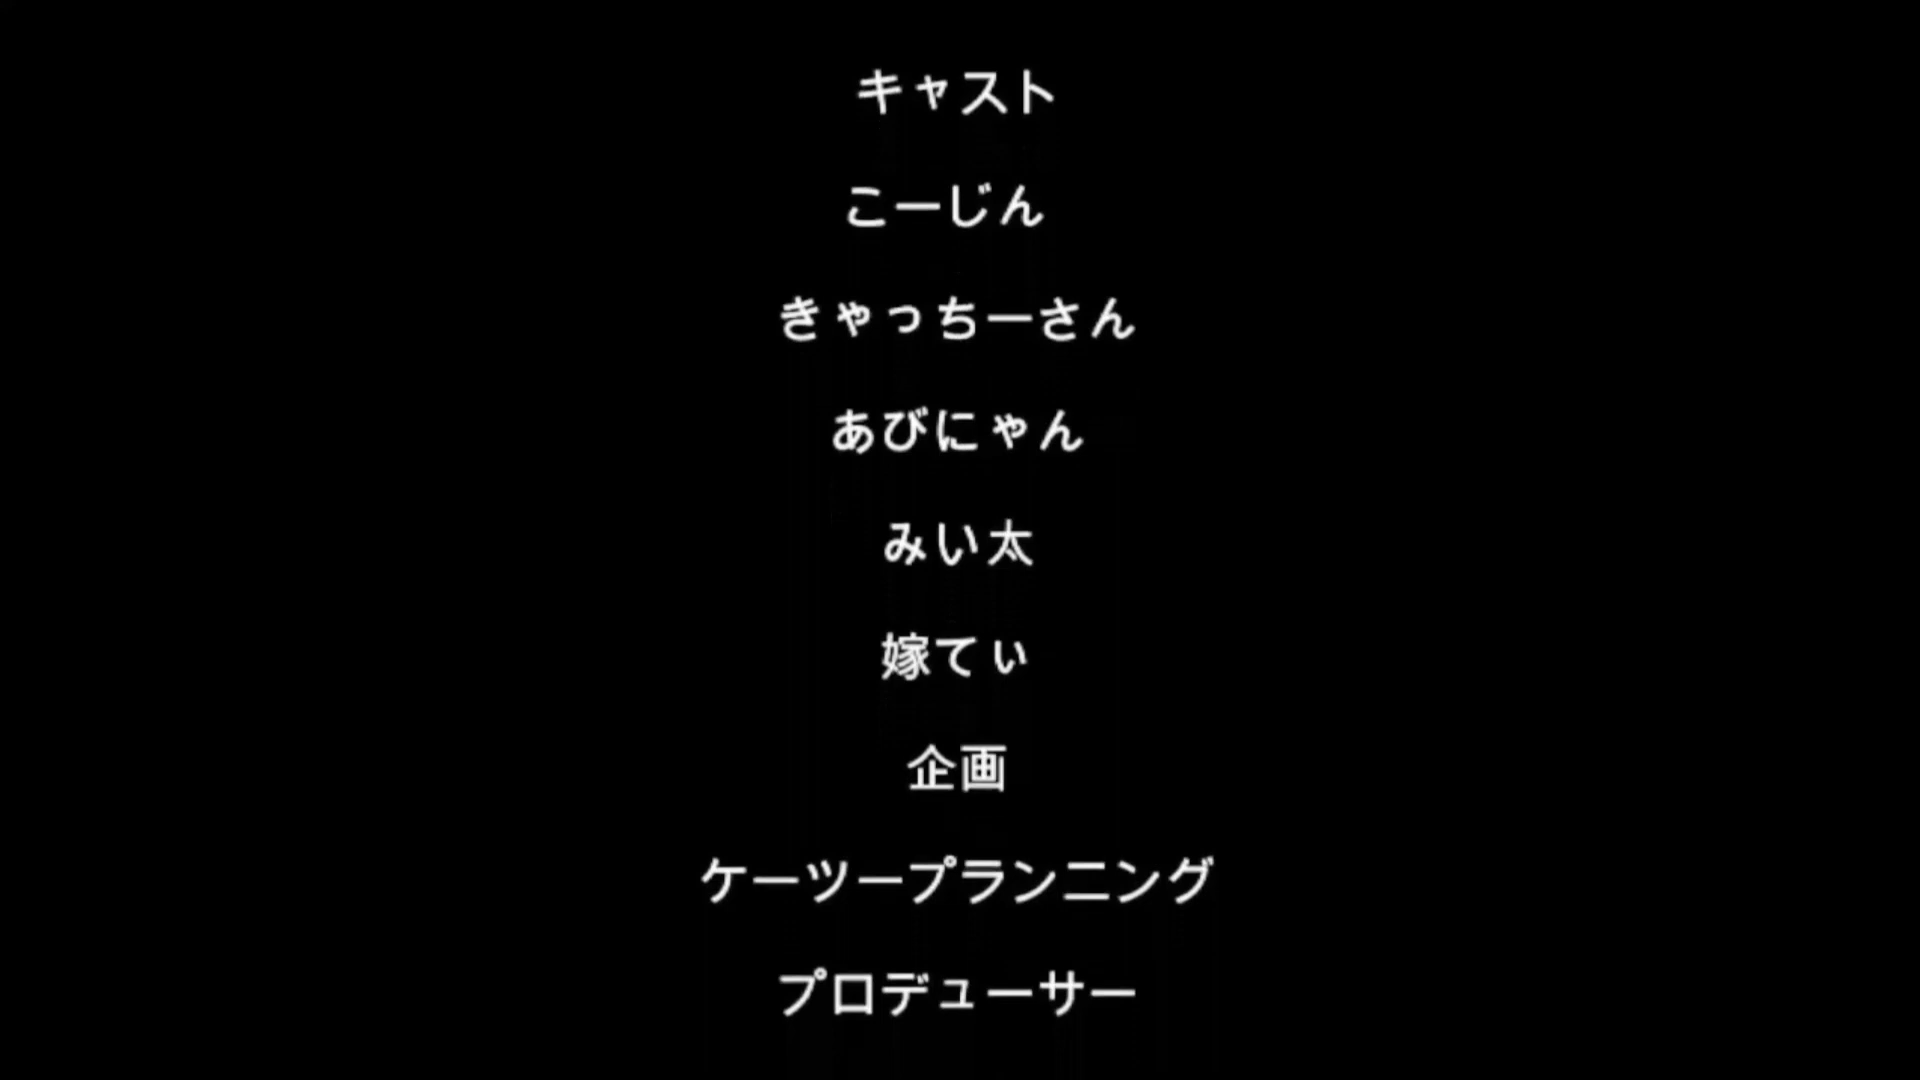 キャスト
こーじん
きゃっちーさん
あびにゃん
みい太
嫁てぃ
企画
ケーツープランニング
プロデューサー